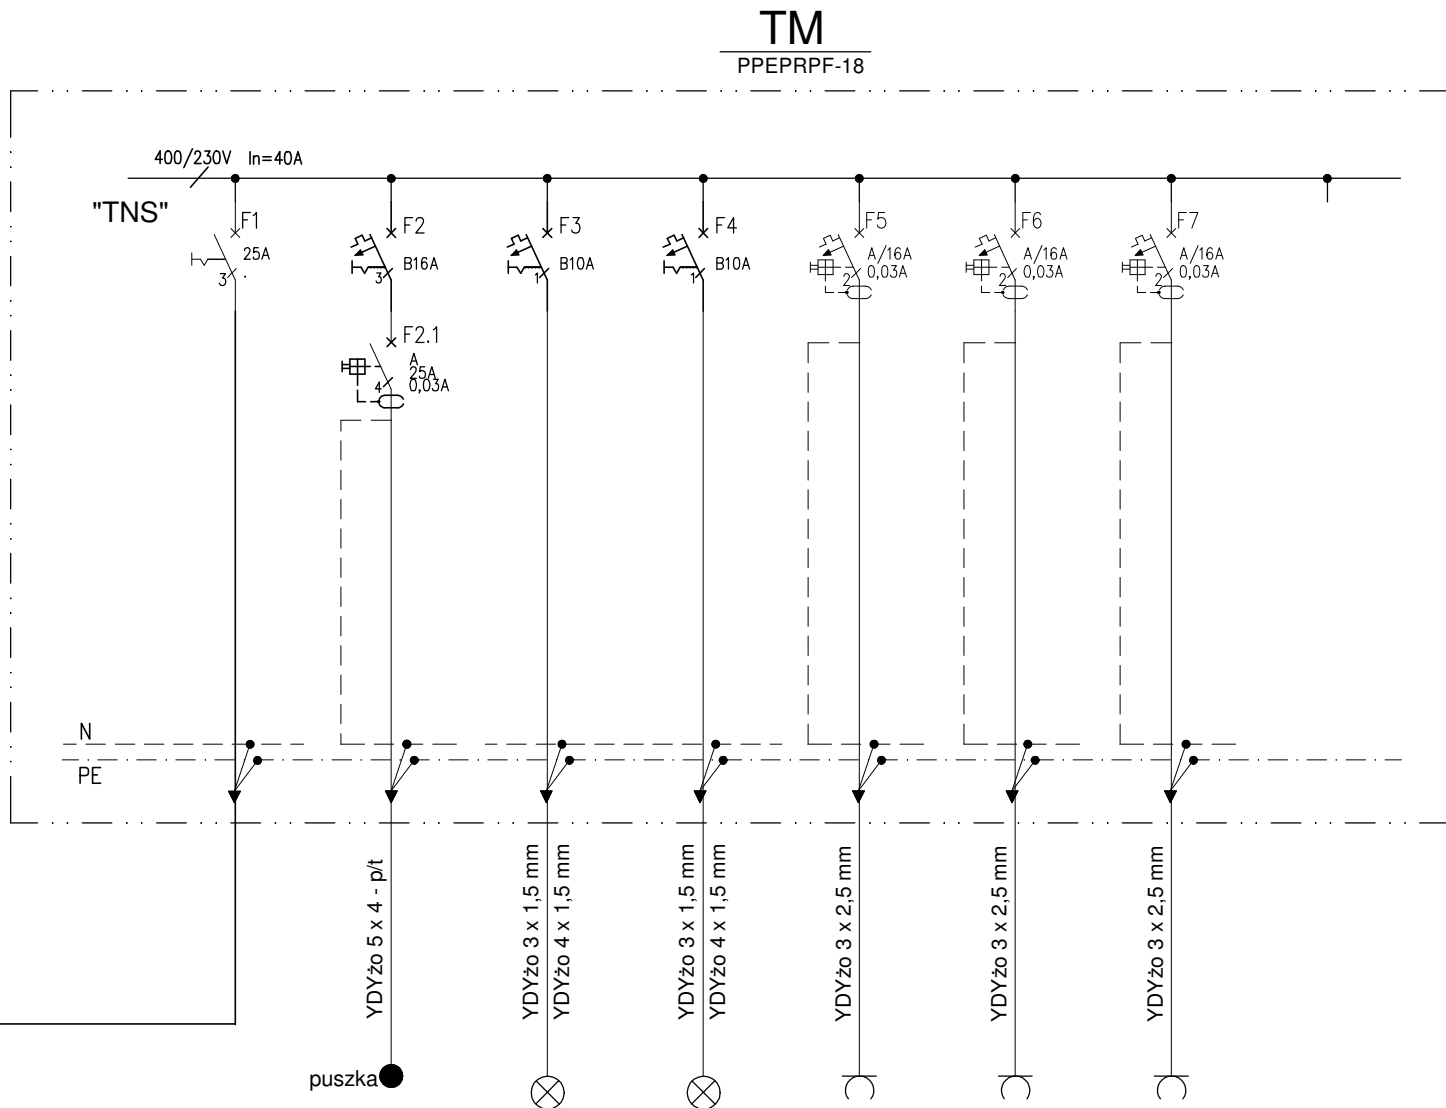 TM
PPEPRPF-18
400/230V In=40A
"TNS"
F1
25A
3 .
F2
B16A
3
F2.1
A
25A
0,03A
4
F3
B10A
1
F4
B10A
1
F5
A/16A
0,03A
2
F6
A/16A
0,03A
2
F7
A/16A
0,03A
2
N
PE
YDYżo 5 x 4 - p/t
YDYżo 3 x 1,5 mm
YDYżo 4 x 1,5 mm
YDYżo 3 x 1,5 mm
YDYżo 4 x 1,5 mm
YDYżo 3 x 2,5 mm
YDYżo 3 x 2,5 mm
YDYżo 3 x 2,5 mm
puszka